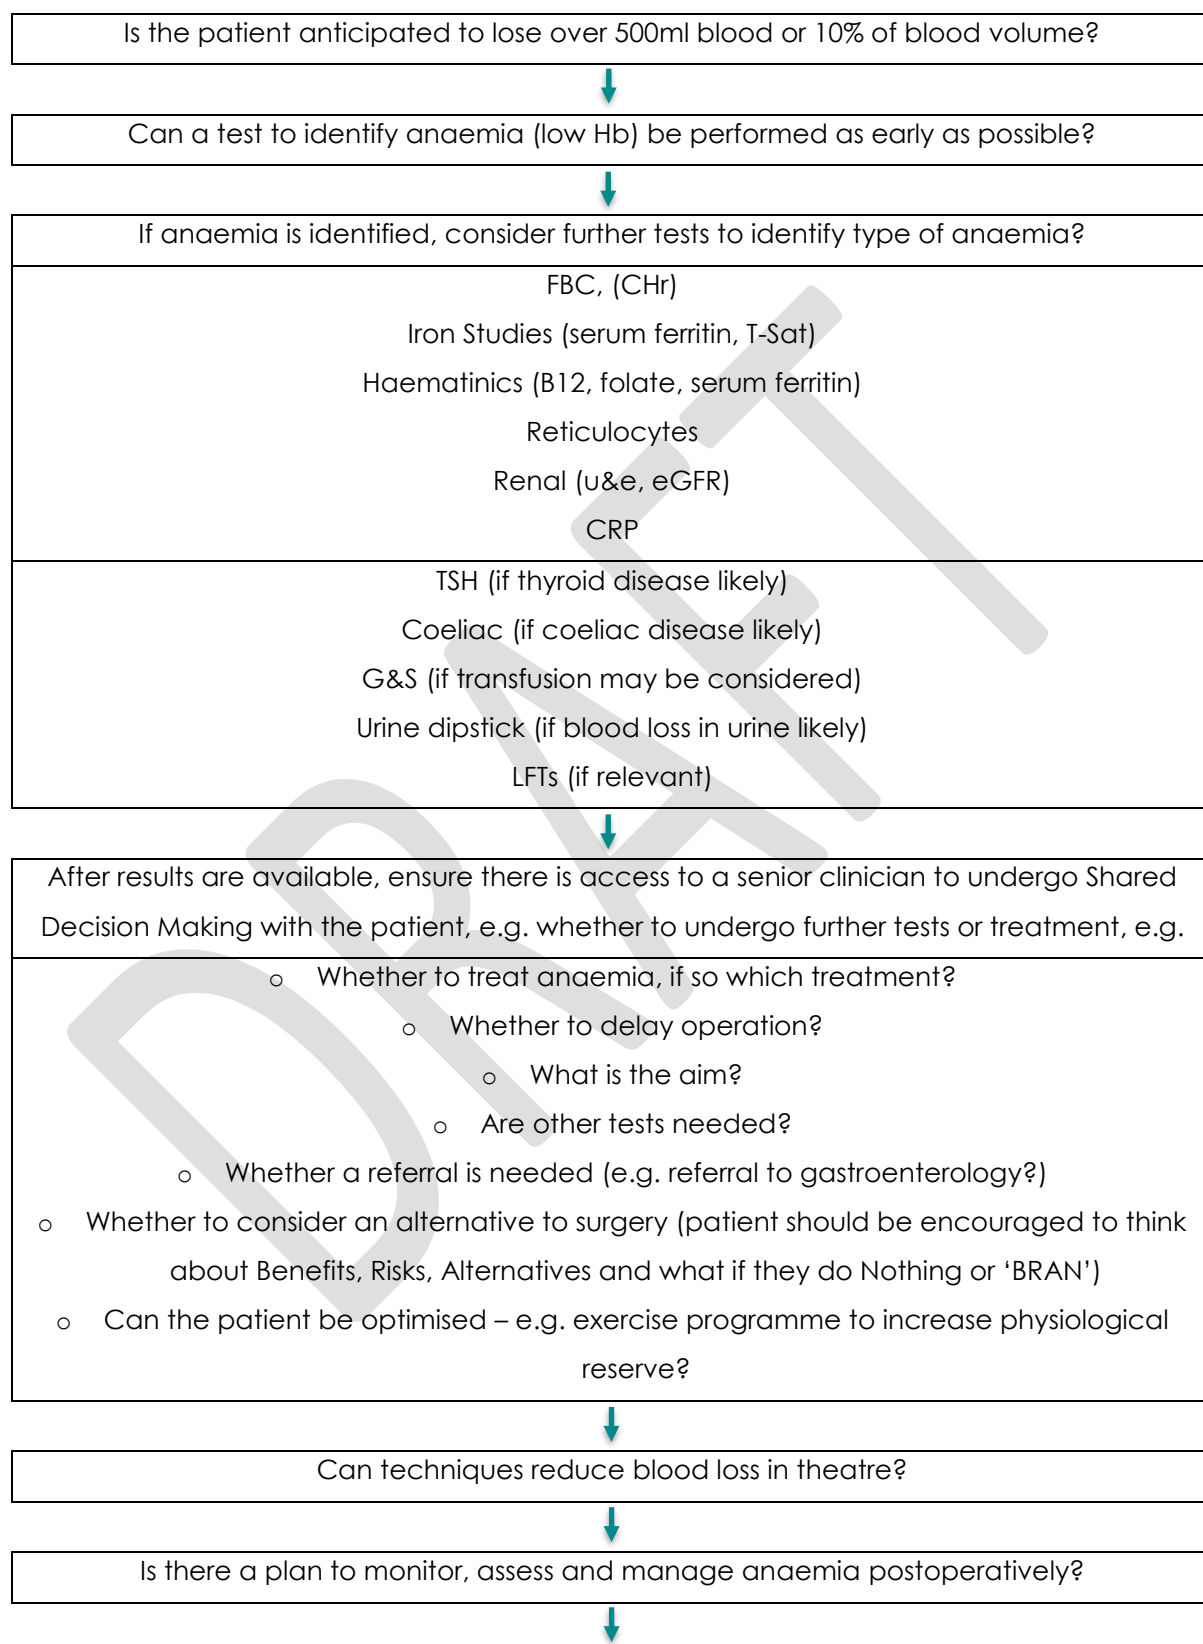 Is the patient anticipated to lose over 500ml blood or 10% of blood volume?
Can a test to identify anaemia (low Hb) be performed as early as possible?
If anaemia is identified, consider further tests to identify type of anaemia?
FBC, (CHr)
Iron Studies (serum ferritin, T-Sat)
Haematinics (B12, folate, serum ferritin)
Reticulocytes
Renal (u&e, eGFR)
CRP
TSH (if thyroid disease likely)
Coeliac (if coeliac disease likely)
G&S (if transfusion may be considered)
Urine dipstick (if blood loss in urine likely)
LFTs (if relevant)
After results are available, ensure there is access to a senior clinician to undergo Shared
Decision Making with the patient, e.g. whether to undergo further tests or treatment, e.g.
o Whether to treat anaemia, if so which treatment?
o Whether to delay operation?
o What is the aim?
o Are other tests needed?
o Whether a referral is needed (e.g. referral to gastroenterology?)
o Whether to consider an alternative to surgery (patient should be encouraged to think
about Benefits, Risks, Alternatives and what if they do Nothing or ‘BRAN’)
o Can the patient be optimised – e.g. exercise programme to increase physiological
reserve?
Can techniques reduce blood loss in theatre?
Is there a plan to monitor, assess and manage anaemia postoperatively?
DRAFT